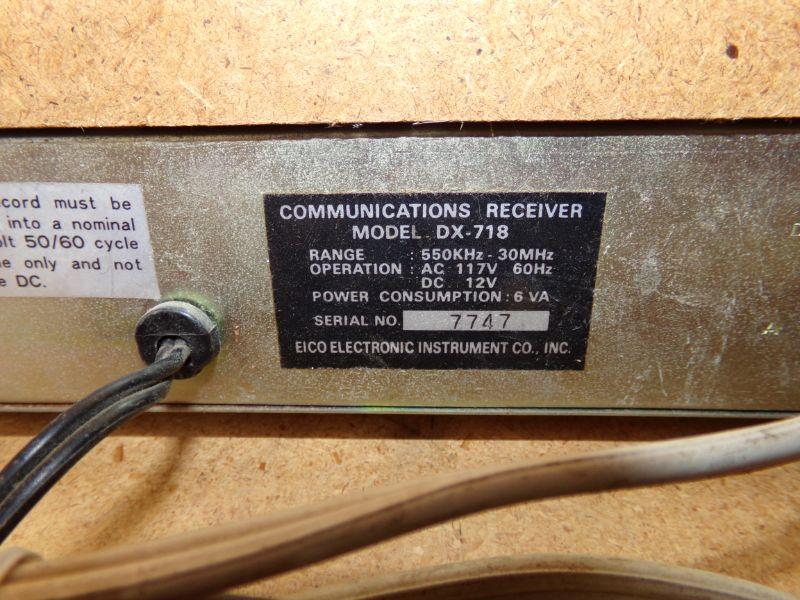 cord must be
into a nominal
50/60 cycle
only and not
DC.
COMMUNICATIONS RECEIVER
MODEL DX-718
RANGE : 550KHz - 30MHz
OPERATION : AC 117V 60Hz
DC 12V
POWER CONSUMPTION : 6 VA
SERIAL NO. 7747
EICO ELECTRONIC INSTRUMENT CO., INC.